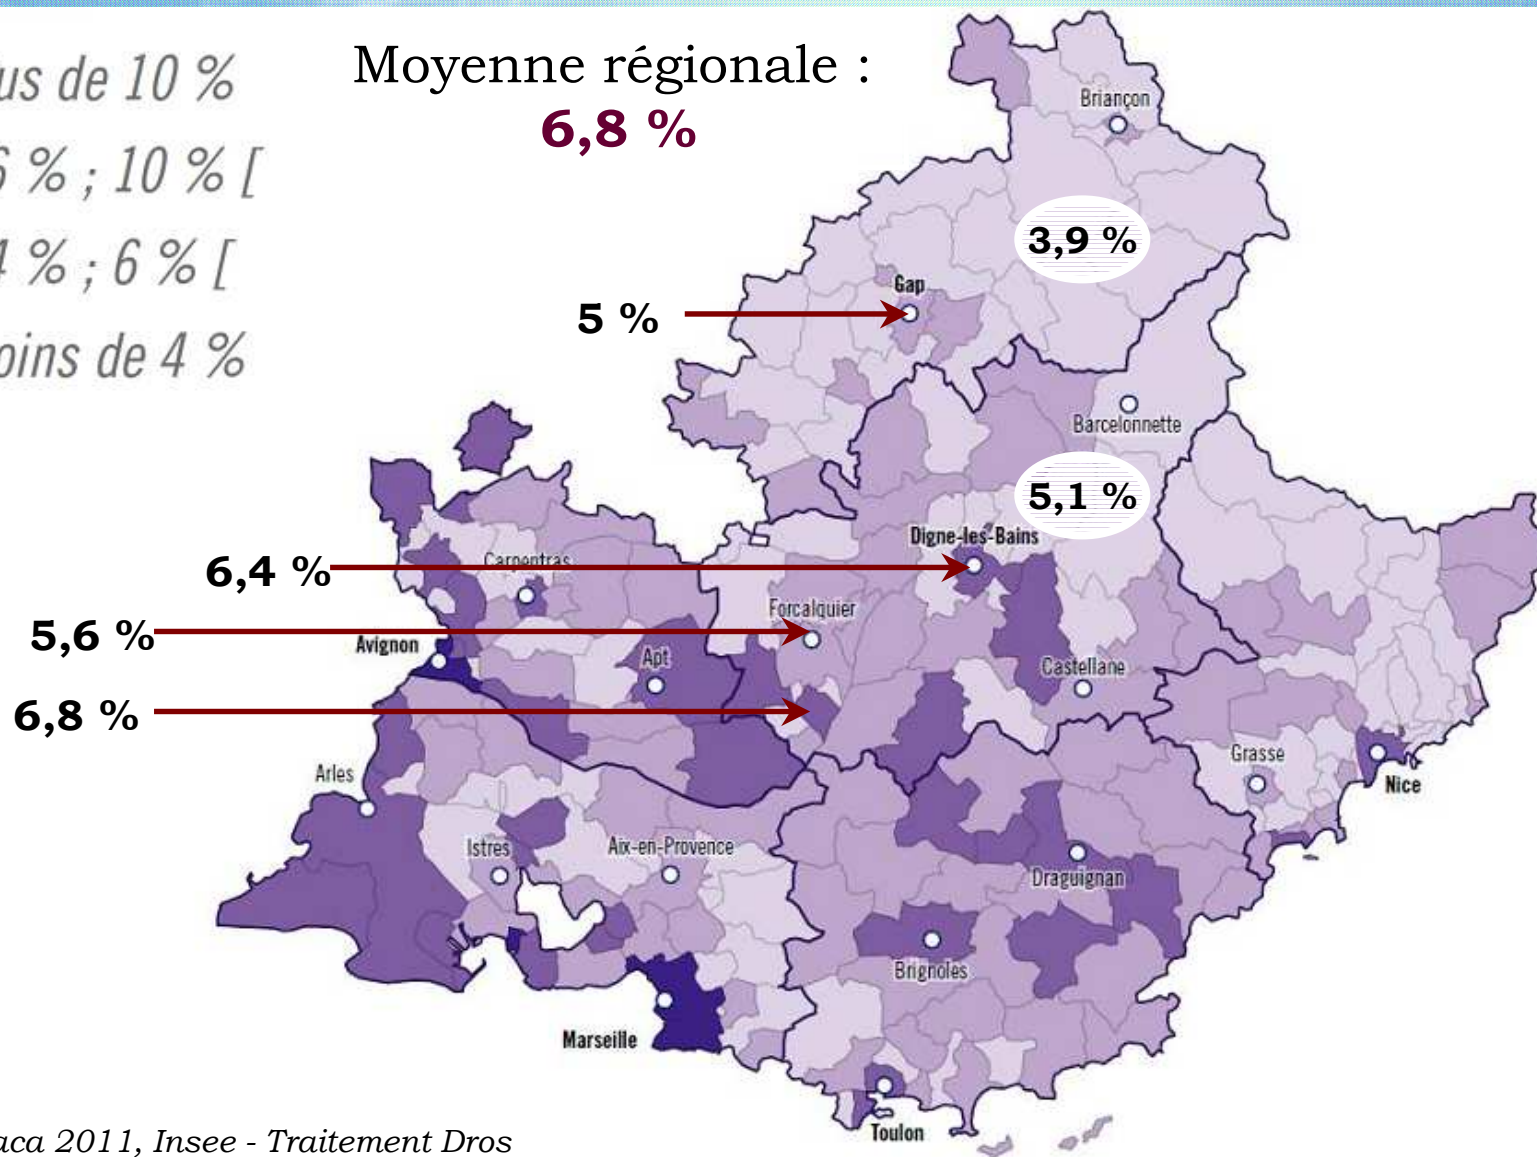 us de 10 %
Moyenne régionale :
6,8 %
6 % ; 10 % [
4 % ; 6 % [
oins de 4 %
Briançon
3,9 %
Gap
5 %
Barcelonnette
5,1 %
Digne-les-Bains
Carpentras
6,4 %
Forcalquier
5,6 %
Avignon
Apt
Castellane
6,8 %
Grasse
Arles
Nice
Istres
Aix-en-Provence
Draguignan
Brignoles
Marseille
Toulon
aca 2011, Insee - Traitement Dros